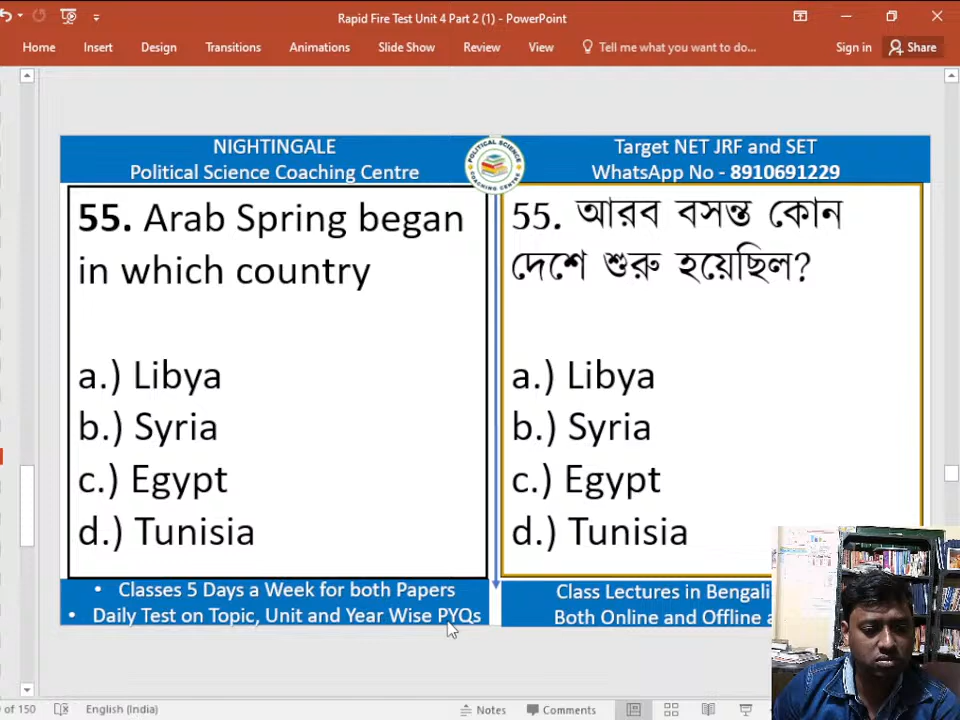 Rapid Fire Test Unit 4 Part 2 (1) - PowerPoint
Home Insert Design Transitions Animations Slide Show Review View Tell me what you want to do... Sign in Share
NIGHTINGALE
Political Science Coaching Centre
POLITICAL SCIENCE
COACHING CENTRE
Target NET JRF and SET
WhatsApp No - 8910691229
55. Arab Spring began
in which country
a.) Libya
b.) Syria
c.) Egypt
d.) Tunisia
55. আরব বসন্ত কোন
দেশে শুরু হয়েছিল?
a.) Libya
b.) Syria
c.) Egypt
d.) Tunisia
• Classes 5 Days a Week for both Papers
• Daily Test on Topic, Unit and Year Wise PYQs
Class Lectures in Bengali
Both Online and Offline
of 150 English (India) Notes Comments